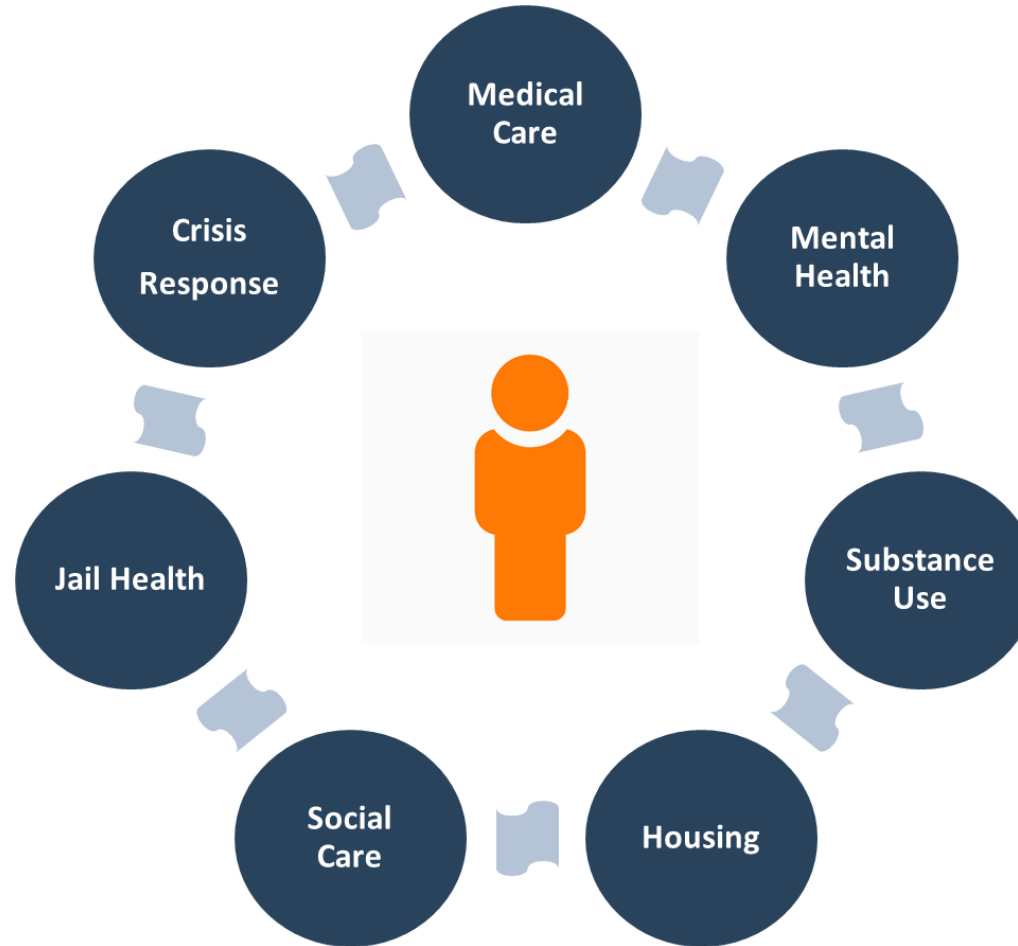 Medical
Care
Mental
Health
Substance
Use
Housing
Social
Care
Jail Health
Crisis
Response